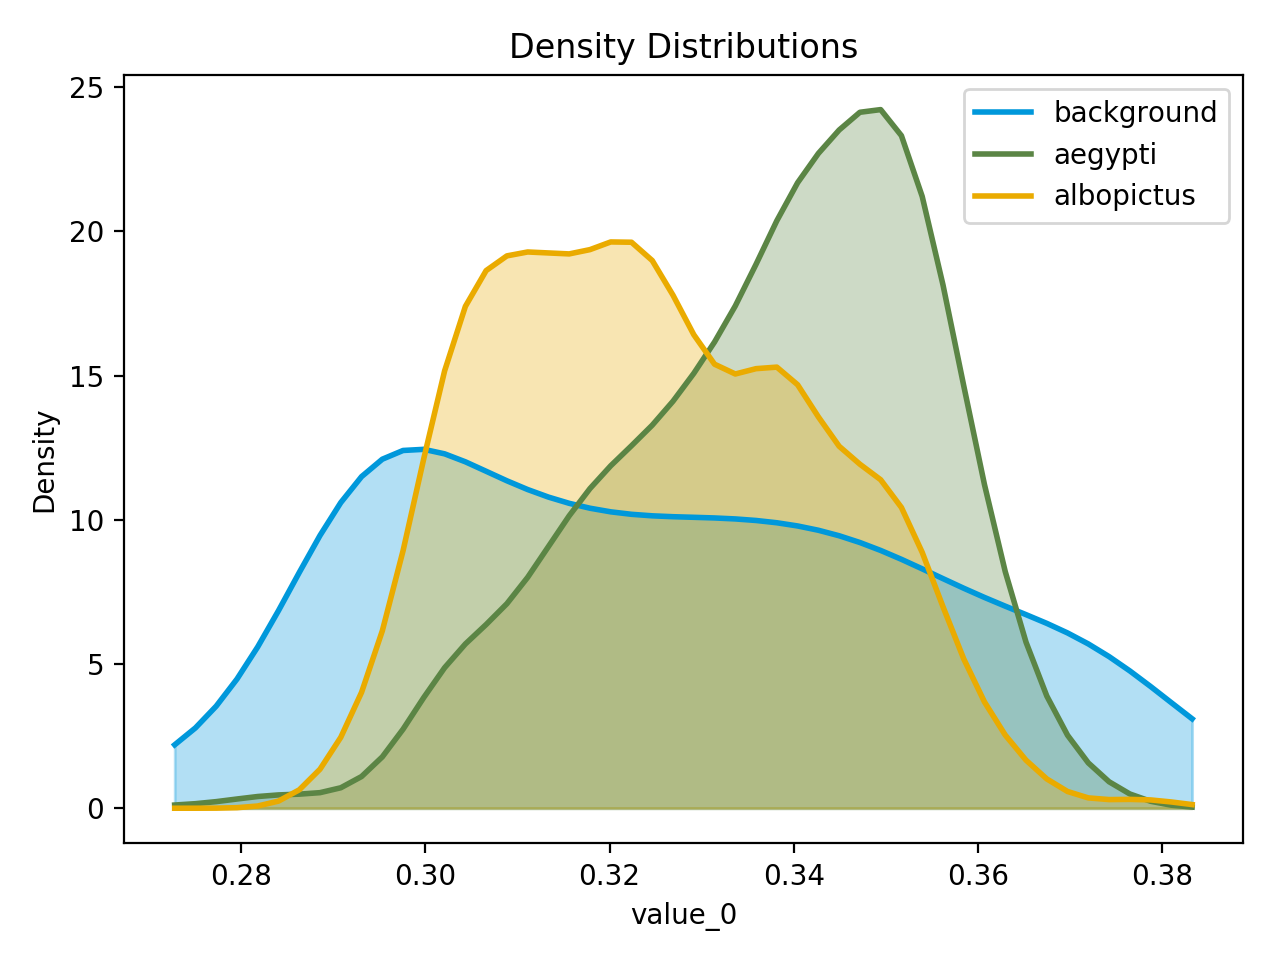 Density Distributions
25
20
15
10
5
0
Density
background
aegypti
albopictus
0.28 0.30 0.32 0.34 0.36 0.38
value_0